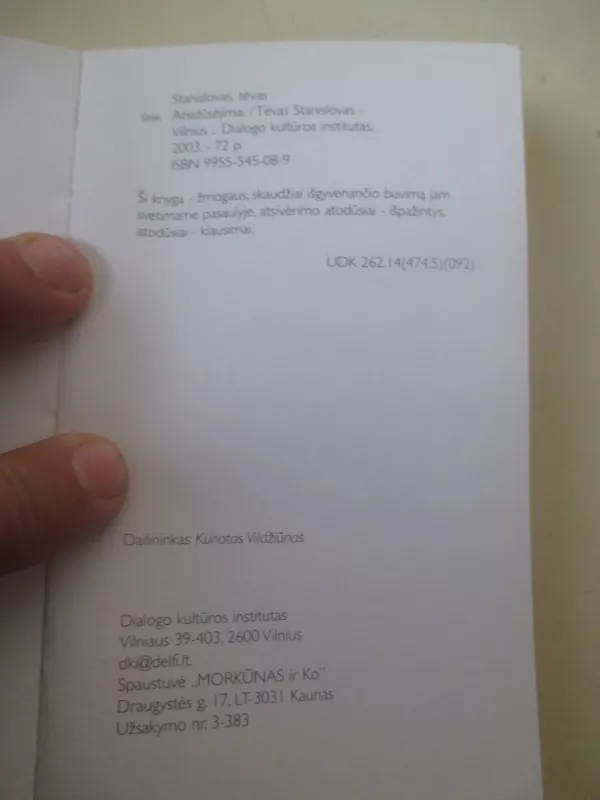 Stanislovas, tėvas
Atsidūsėjimai. / Tėvas Stanislovas. -
Vilnius : Dialogo kultūros institutas,
2003. - 72 p.
ISBN 9955-545-08-9
Ši knyga - žmogaus, skaudžiai išgyvenančio buvimą jam
svetimame pasaulyje, atsivėrimo atodūsiai - išpažintys,
atodūsiai - klausimai.
UDK 262.14(474.5)(092)
Dailininkas Kunotas Vildžiūnas
Dialogo kultūros institutas
Vilniaus 39-403, 2600 Vilnius
dki@delfi.lt
Spaustuvė „MORKŪNAS ir Ko"
Draugystės g. 17, LT-3031 Kaunas
Užsakymo nr. 3-383